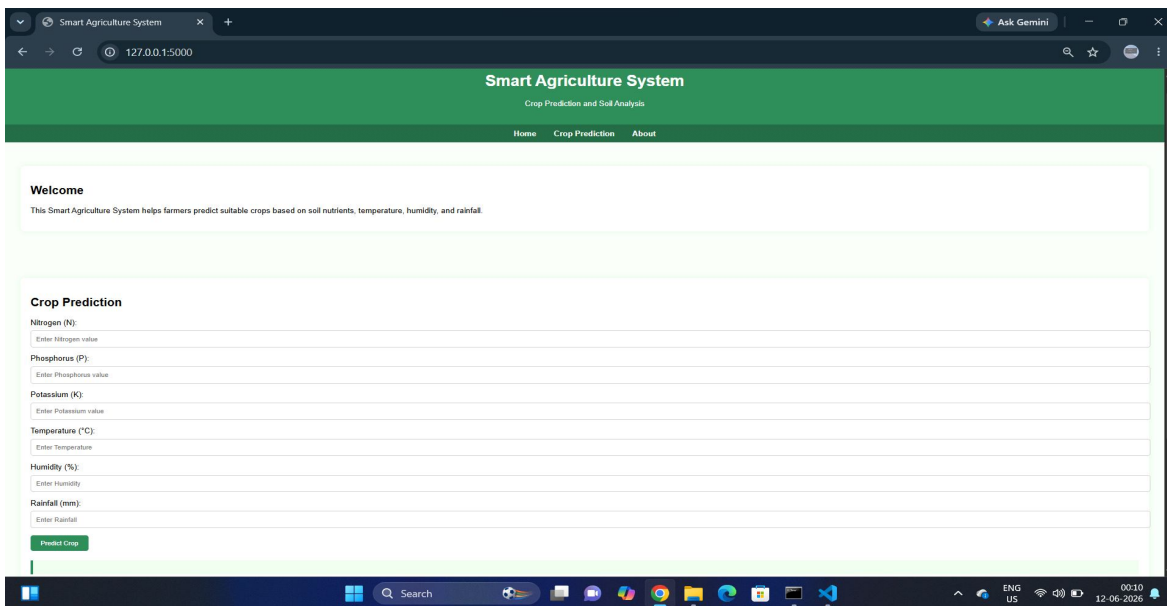 Smart Agriculture System
Ask Gemini
127.0.0.1:5000
Smart Agriculture System
Crop Prediction and Soil Analysis
Home Crop Prediction About
Welcome
This Smart Agriculture System helps farmers predict suitable crops based on soil nutrients, temperature, humidity, and rainfall.
Crop Prediction
Nitrogen (N):
Enter Nitrogen value
Phosphorus (P):
Enter Phosphorus value
Potassium (K):
Enter Potassium value
Temperature (°C):
Enter Temperature
Humidity (%):
Enter Humidity
Rainfall (mm):
Enter Rainfall
Predict Crop
Search
ENG
US
00:10
12-06-2026